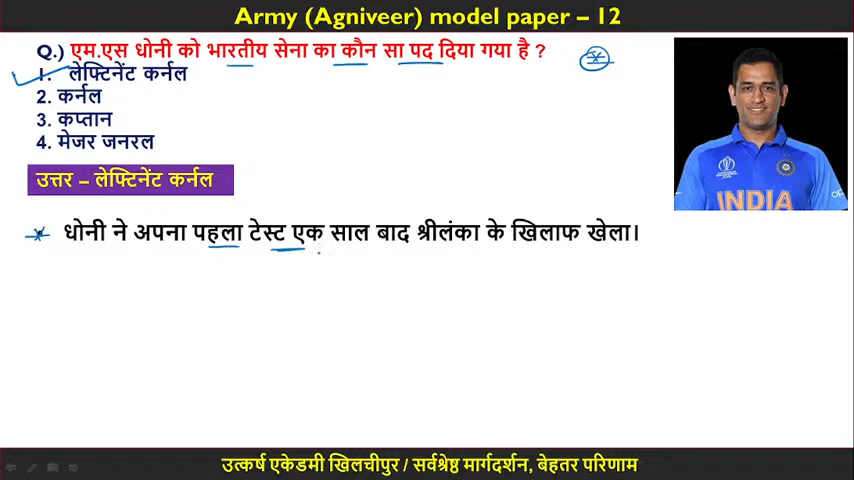 Army (Agniveer) model paper – 12
Q.) एम.एस धोनी को भारतीय सेना का कौन सा पद दिया गया है ?
1. लेफ्टिनेंट कर्नल
2. कर्नल
3. कप्तान
4. मेजर जनरल
उत्तर – लेफ्टिनेंट कर्नल
धोनी ने अपना पहला टेस्ट एक साल बाद श्रीलंका के खिलाफ खेला।
INDIA
उत्कर्ष एकेडमी खिलचीपुर / सर्वश्रेष्ठ मार्गदर्शन, बेहतर परिणाम